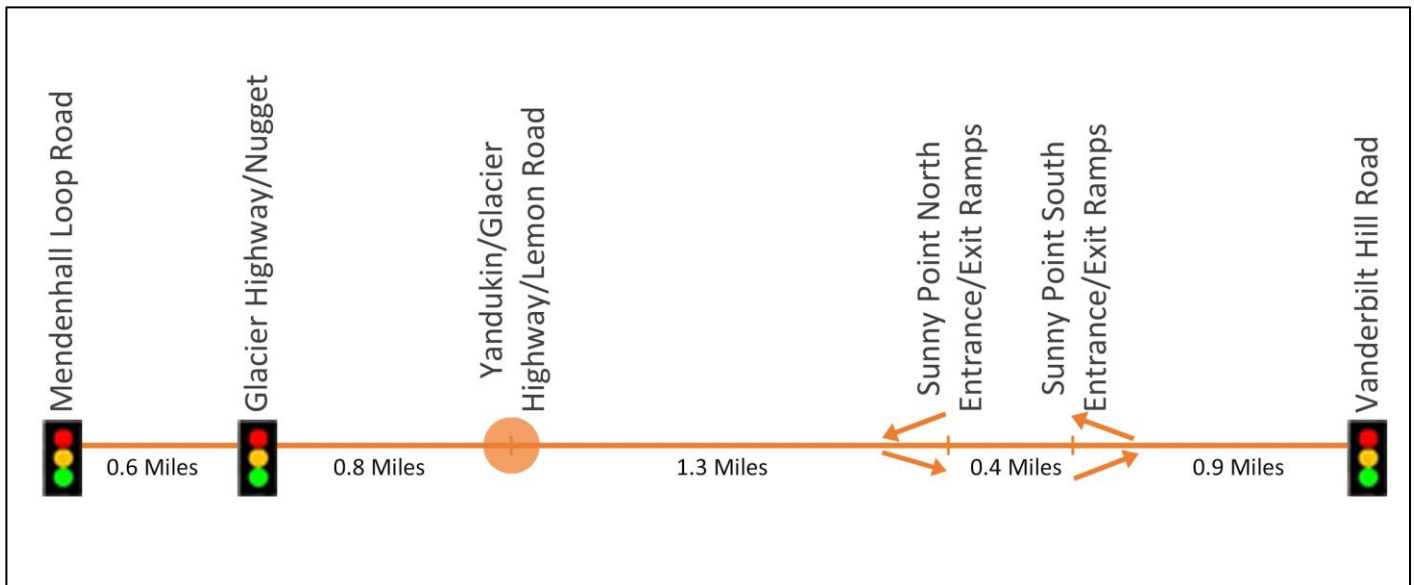 Mendenhall Loop Road
Glacier Highway/Nugget
Yandukin/Glacier
Highway/Lemon Road
Sunny Point North
Entrance/Exit Ramps
Sunny Point South
Entrance/Exit Ramps
Vanderbilt Hill Road
0.6 Miles
0.8 Miles
1.3 Miles
0.4 Miles
0.9 Miles